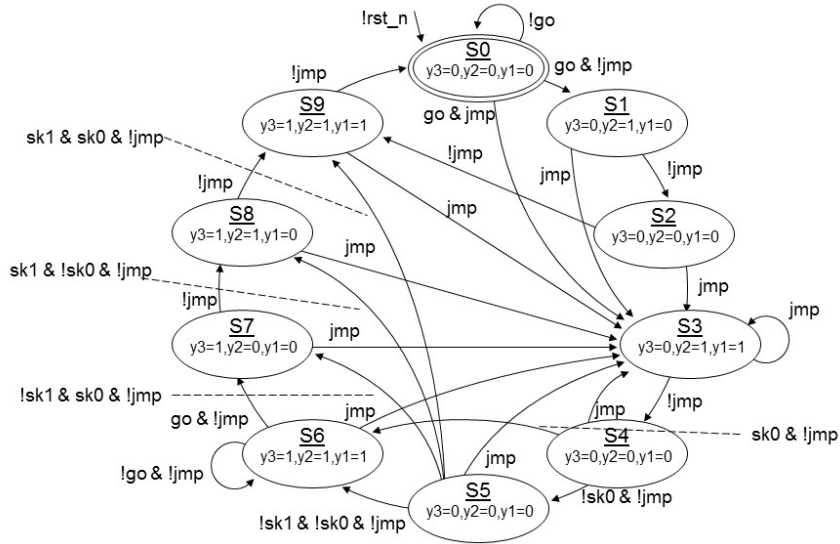 !rst_n
!go
S0
y3=0,y2=0,y1=0
go & !jmp
!jmp
S9
y3=1,y2=1,y1=1
go & jmp
S1
y3=0,y2=1,y1=0
sk1 & sk0 & !jmp
!jmp
jmp
!jmp
!jmp
S8
y3=1,y2=1,y1=0
jmp
S2
y3=0,y2=0,y1=0
jmp
sk1 & !sk0 & !jmp
jmp
!jmp
S7
y3=1,y2=0,y1=0
jmp
S3
y3=0,y2=1,y1=1
jmp
!sk1 & sk0 & !jmp
go & !jmp
jmp
jmp
!jmp
S6
y3=1,y2=1,y1=1
S4
y3=0,y2=0,y1=0
sk0 & !jmp
!go & !jmp
jmp
S5
y3=0,y2=0,y1=0
!sk0 & !jmp
!sk1 & !sk0 & !jmp